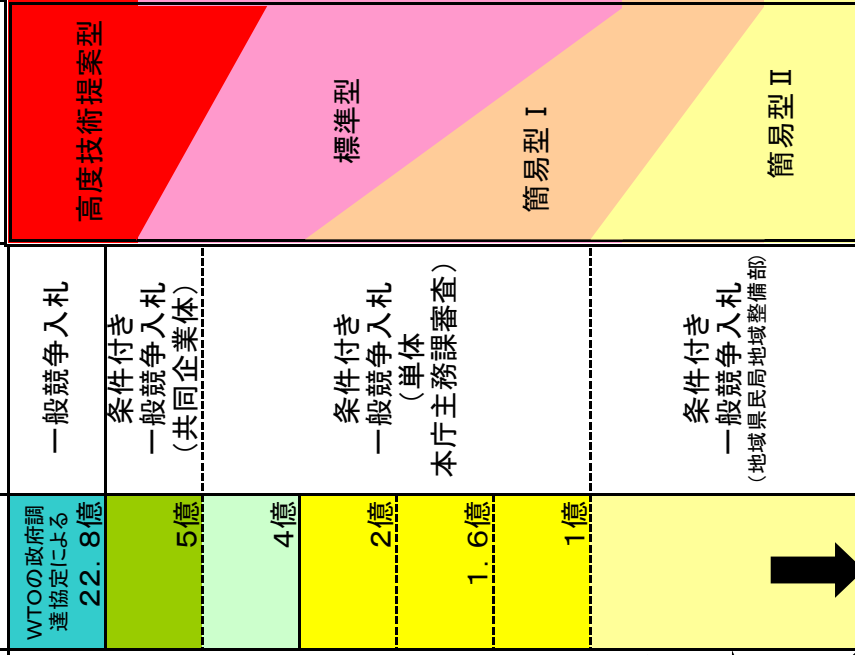 高度技術提案型
標準型
簡易型Ⅰ
簡易型Ⅱ
一般競争入札
条件付き
一般競争入札
（共同企業体）
条件付き
一般競争入札
（単体
本庁主務課審査）
条件付き
一般競争入札
（地域県民局地域整備部）
WTOの政府調
達協定による
22．8億
5億
4億
2億
1．6億
1億